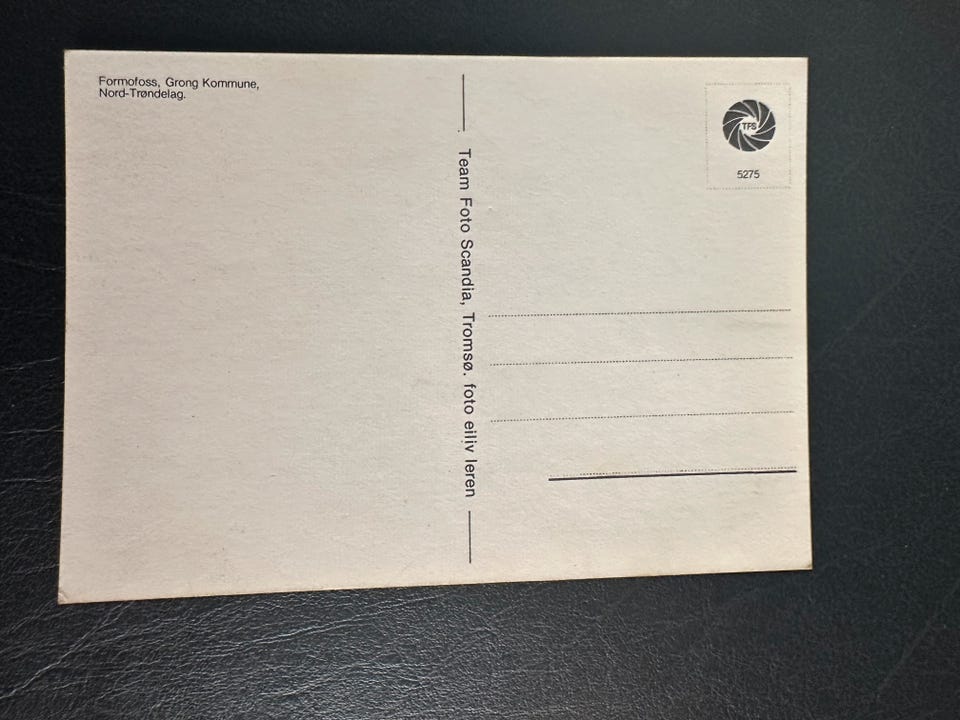 Formofoss, Grong Kommune,
Nord-Trøndelag.
Team Foto Scandia, Tromsø. foto eiliv leren
TFS
5275